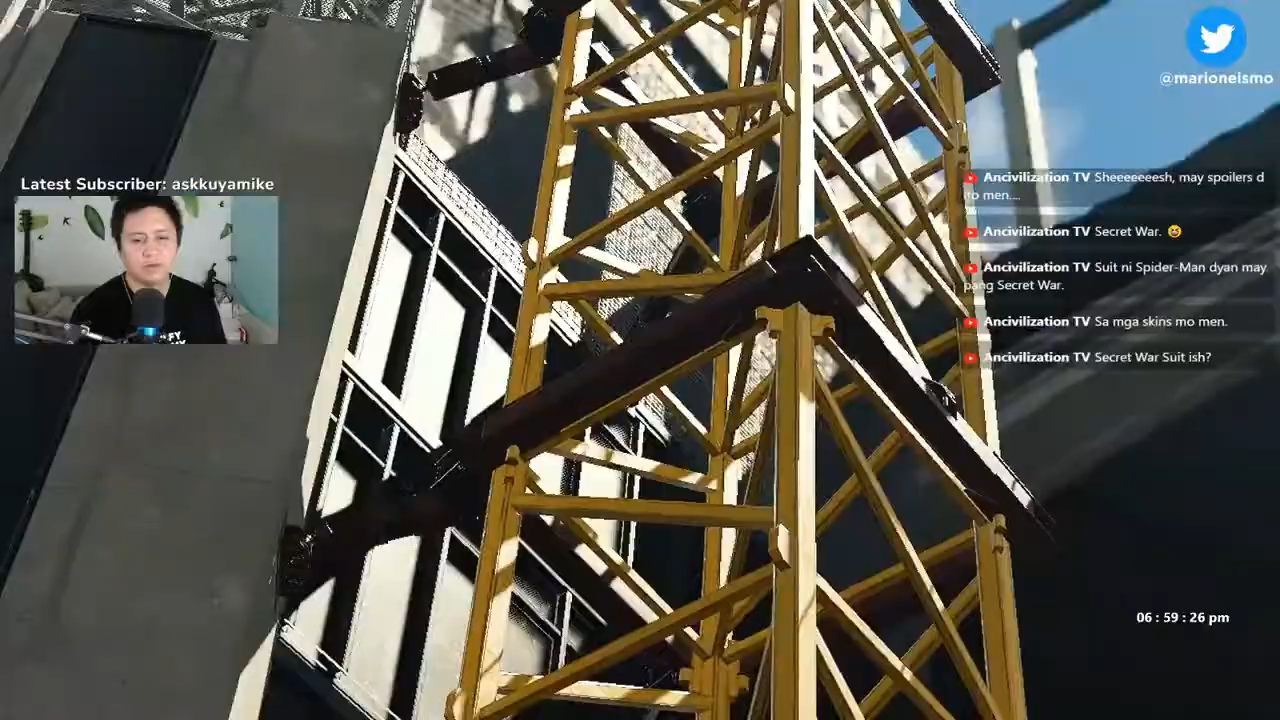 @marioneismo
Latest Subscriber: askkuyamike
Ancivilization TV Sheeeeeeesh, may spoilers d
ito men....
Ancivilization TV Secret War. 😆
Ancivilization TV Suit ni Spider-Man dyan may
pang Secret War.
Ancivilization TV Sa mga skins mo men.
Ancivilization TV Secret War Suit ish?
06 : 59 : 26 pm